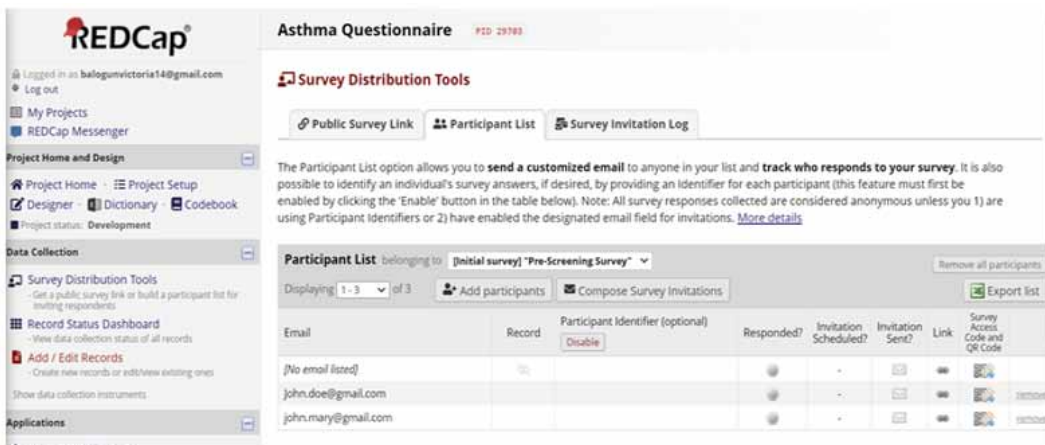 REDCap®
Logged in as balogunvictoria14@gmail.com
Log out
My Projects
REDCap Messenger
Project Home and Design
Project Home · Project Setup
Designer · Dictionary · Codebook
Project status: Development
Data Collection
Survey Distribution Tools
- Get a public survey link or build a participant list for
inviting respondents
Record Status Dashboard
- View data collection status of all records
Add / Edit Records
- Create new records or edit/view existing ones
Show data collection instruments
Applications
Asthma Questionnaire PID 29703
Survey Distribution Tools
Public Survey Link Participant List Survey Invitation Log
The Participant List option allows you to send a customized email to anyone in your list and track who responds to your survey. It is also
possible to identify an individual's survey answers, if desired, by providing an Identifier for each participant (this feature must first be
enabled by clicking the 'Enable' button in the table below). Note: All survey responses collected are considered anonymous unless you 1) are
using Participant Identifiers or 2) have enabled the designated email field for invitations. More details
Participant List belonging to [Initial survey] "Pre-Screening Survey"
Remove all participants
Displaying 1 - 3 of 3 Add participants Compose Survey Invitations Export list
Email Record Participant Identifier (optional) Disable Responded? Invitation Scheduled? Invitation Sent? Link Survey Access Code and QR Code
[No email listed] -
John.doe@gmail.com - remove
john.mary@gmail.com - remove